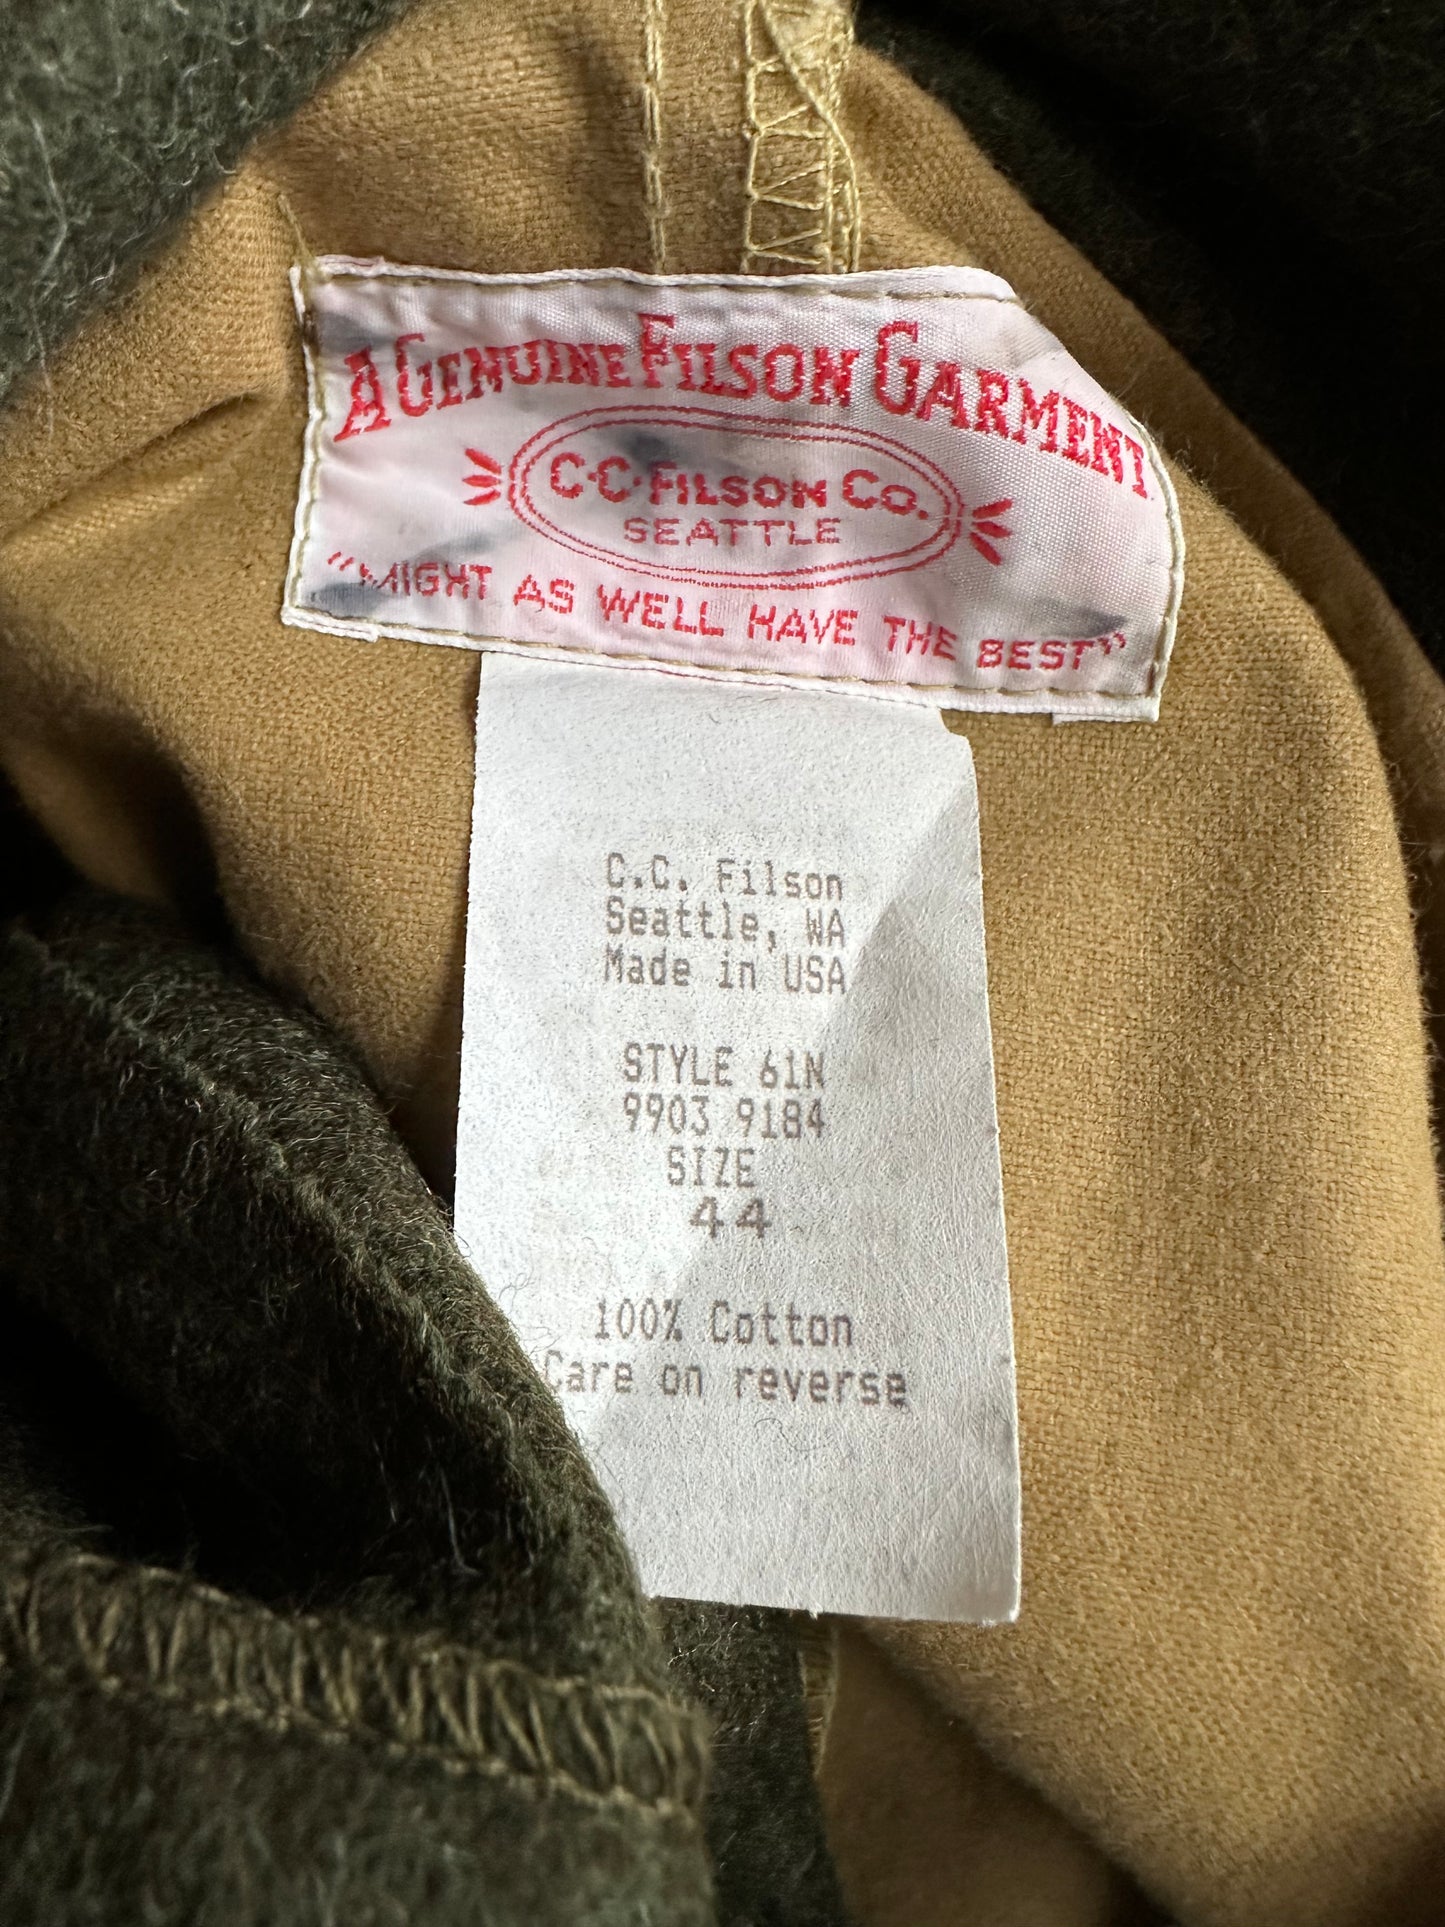 A GENUINE FILSON GARMENT
C·C·FILSON CO.
SEATTLE
"MIGHT AS WELL HAVE THE BEST"
C.C. Filson
Seattle, WA
Made in USA
STYLE 61N
9903 9184
SIZE
44
100% Cotton
Care on reverse